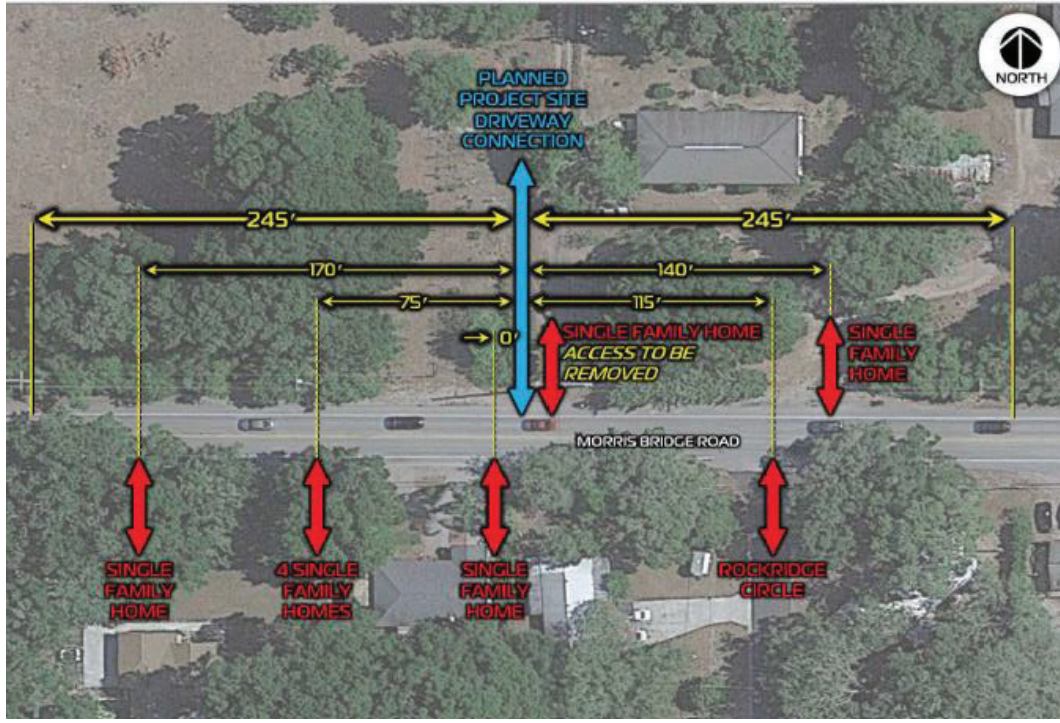 NORTH
PLANNED
PROJECT SITE
DRIVEWAY
CONNECTION
245'
245'
170'
140'
75'
115'
0'
SINGLE FAMILY HOME
ACCESS TO BE
REMOVED
SINGLE
FAMILY
HOME
MORRIS BRIDGE ROAD
SINGLE
FAMILY
HOME
4 SINGLE
FAMILY
HOMES
SINGLE
FAMILY
HOME
ROCKRIDGE
CIRCLE